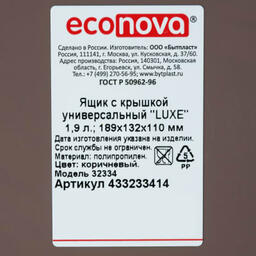 econova®
Сделано в России. Изготовитель: ООО «Бытпласт»
Россия, 111141, г. Москва, ул. Кусковская, д. 37/60.
Адрес производства: Россия, 140301, Московская
область, г. Егорьевск, ул. Смычка, д. 58.
Тел.: +7 (499) 270-56-95; www.bytplast.ru
ГОСТ Р 50962-96
Ящик с крышкой
универсальный "LUXE"
1,9 л.; 189х132х110 мм
Дата изготовления указана на изделии.
Срок службы не ограничен.
Материал: полипропилен.
Цвет: коричневый.
Модель 32334
Артикул 433233414
5
PP